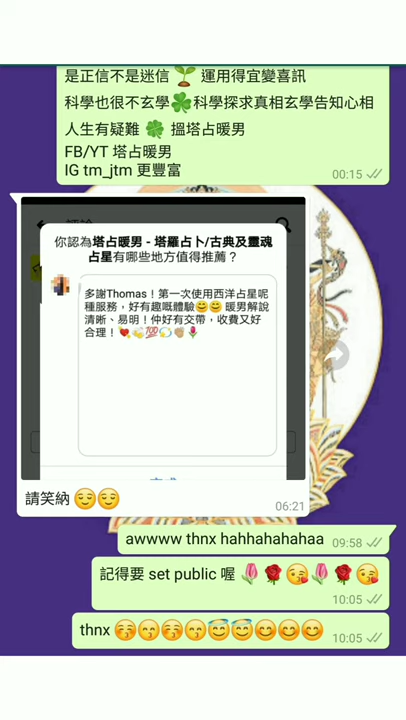 是正信不是迷信🌱 運用得宜變喜訊
科學也很不玄學🍀科學探求真相玄學告知心相
人生有疑難 🍀 搵塔占暖男
FB/YT 塔占暖男
IG tm_jtm 更豐富
00:15
你認為塔占暖男 - 塔羅占卜/古典及靈魂
占星有哪些地方值得推薦？
多謝Thomas！第一次使用西洋占星呢
種服務，好有趣嘅體驗😊😊 暖男解說
清晰、易明！仲好有交帶，收費又好
合理！💘👏💯💫👏🏽🌷
請笑納 😌😌
06:21
awwww thnx hahhahahahaa 09:58
記得要 set public 喔 🌷🌹😘🌷🌹😘
10:05
thnx 😚😙😚😙😇😇😊😊😊 10:05